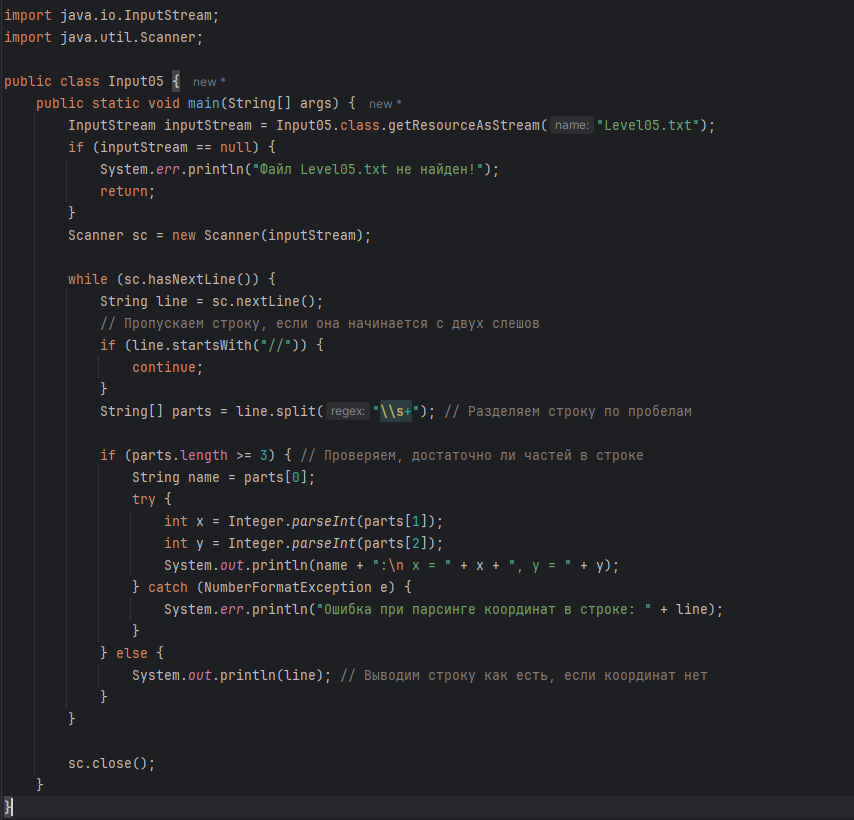 import java.io.InputStream;
import java.util.Scanner;
public class Input05 { new *
public static void main(String[] args) { new *
InputStream inputStream = Input05.class.getResourceAsStream( name: "Level05.txt");
if (inputStream == null) {
System.err.println("Файл Level05.txt не найден!");
return;
}
Scanner sc = new Scanner(inputStream);
while (sc.hasNextLine()) {
String line = sc.nextLine();
// Пропускаем строку, если она начинается с двух слешов
if (line.startsWith("//")) {
continue;
}
String[] parts = line.split( regex: "\\s+"); // Разделяем строку по пробелам
if (parts.length >= 3) { // Проверяем, достаточно ли частей в строке
String name = parts[0];
try {
int x = Integer.parseInt(parts[1]);
int y = Integer.parseInt(parts[2]);
System.out.println(name + ":\n x = " + x + ", y = " + y);
} catch (NumberFormatException e) {
System.err.println("Ошибка при парсинге координат в строке: " + line);
}
} else {
System.out.println(line); // Выводим строку как есть, если координат нет
}
}
sc.close();
}
}